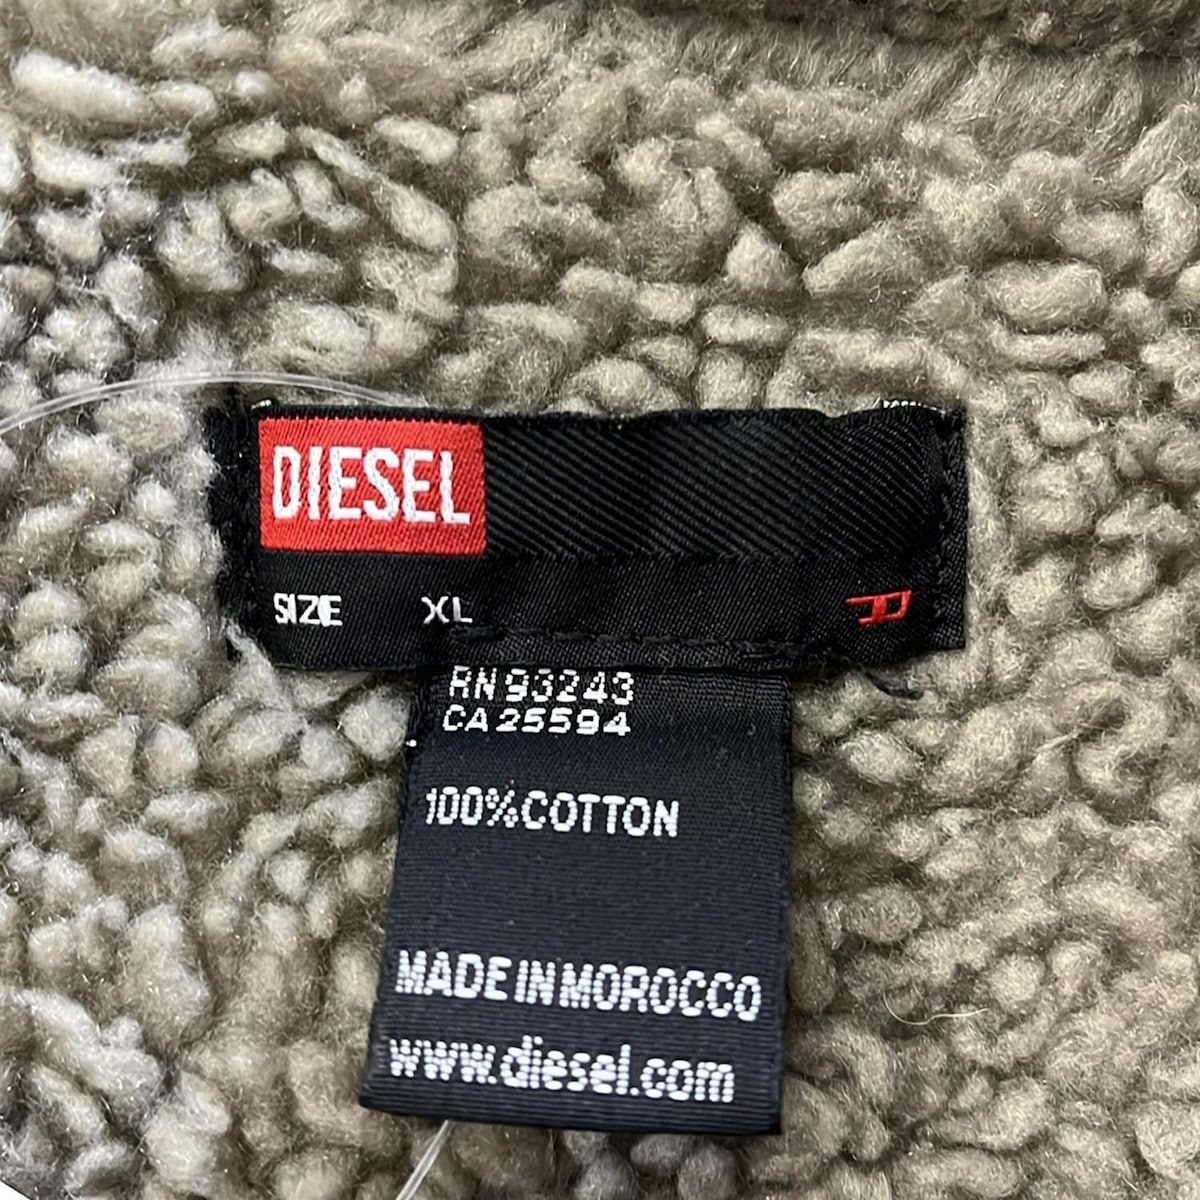 DIESEL
SIZE XL
RN 93243
CA 25594
100% COTTON
MADE IN MOROCCO
www.diesel.com